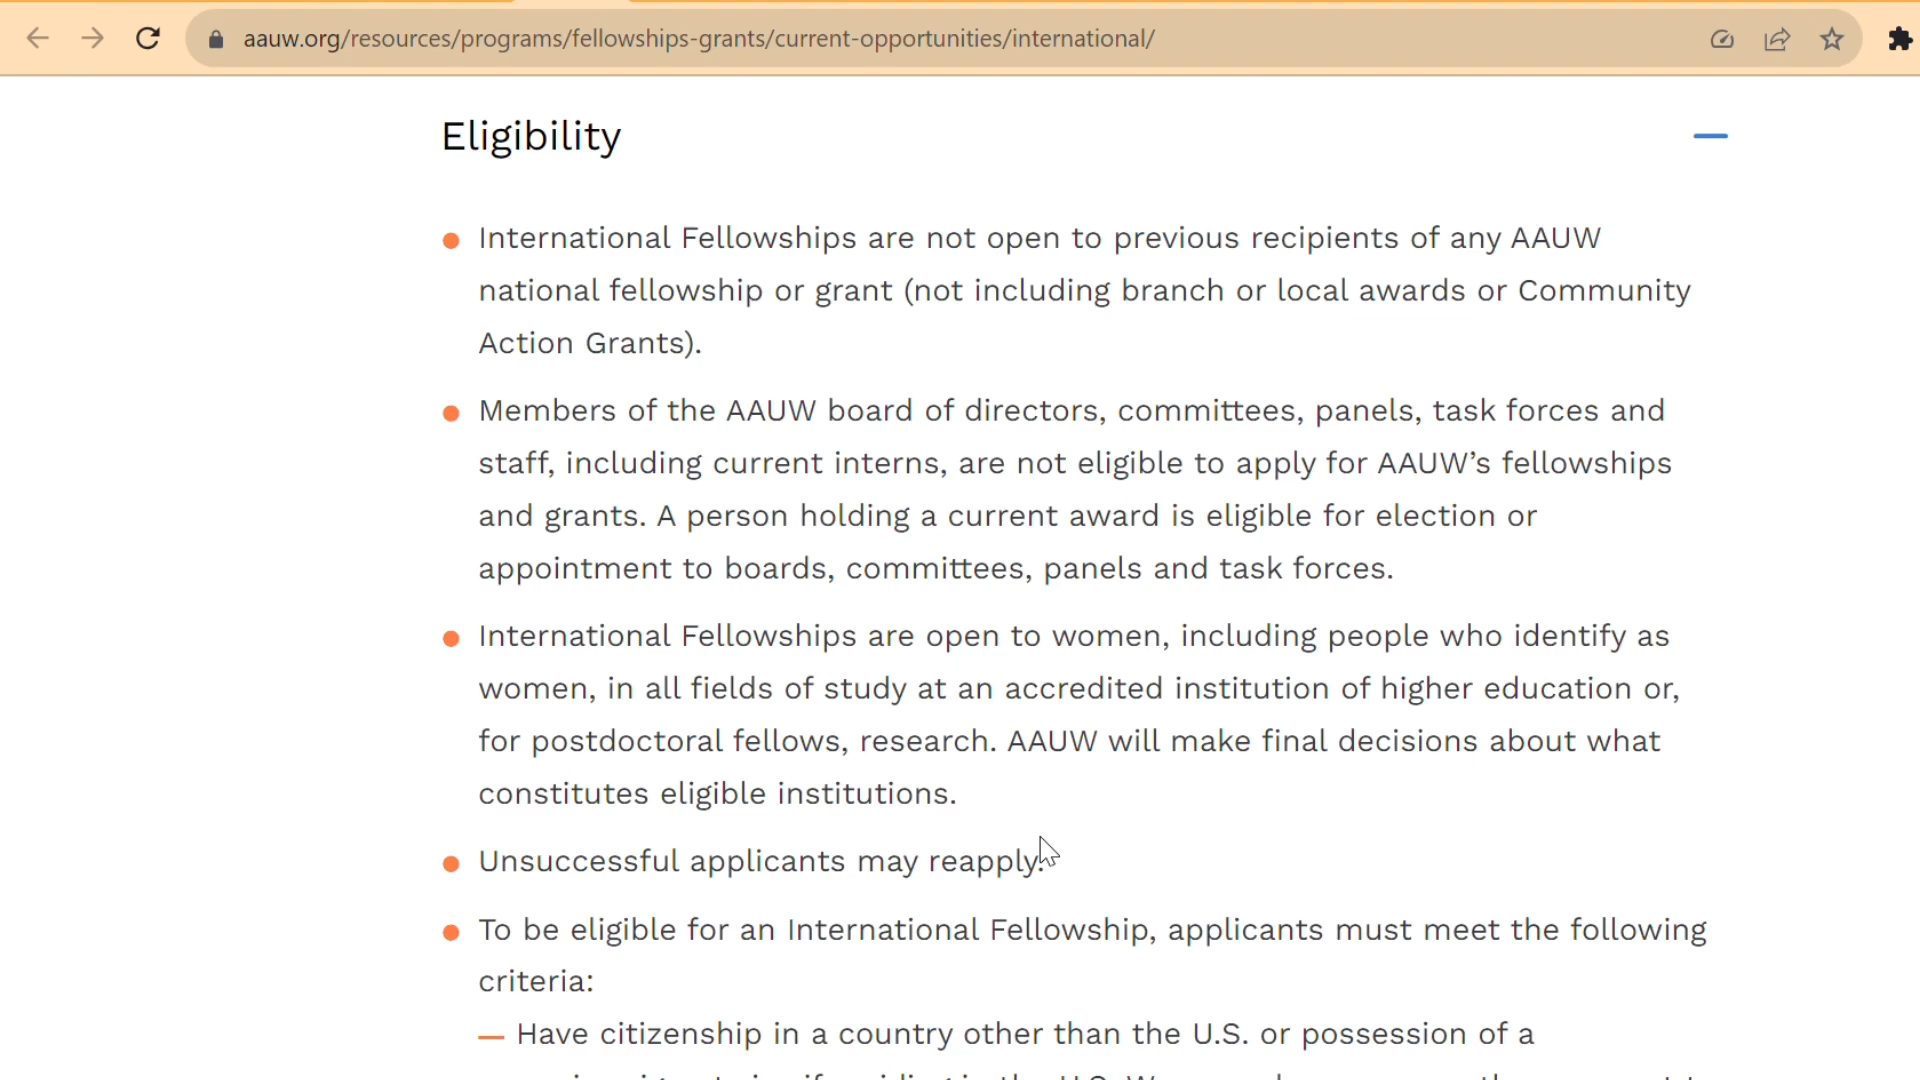 aauw.org/resources/programs/fellowships-grants/current-opportunities/international/
Eligibility
International Fellowships are not open to previous recipients of any AAUW
national fellowship or grant (not including branch or local awards or Community
Action Grants).
Members of the AAUW board of directors, committees, panels, task forces and
staff, including current interns, are not eligible to apply for AAUW’s fellowships
and grants. A person holding a current award is eligible for election or
appointment to boards, committees, panels and task forces.
International Fellowships are open to women, including people who identify as
women, in all fields of study at an accredited institution of higher education or,
for postdoctoral fellows, research. AAUW will make final decisions about what
constitutes eligible institutions.
Unsuccessful applicants may reapply.
To be eligible for an International Fellowship, applicants must meet the following
criteria:
— Have citizenship in a country other than the U.S. or possession of a